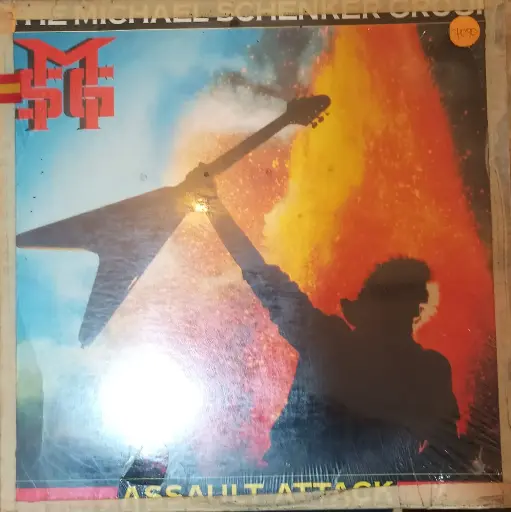 THE MICHAEL SCHENKER GROUP
MSG
ASSAULT ATTACK